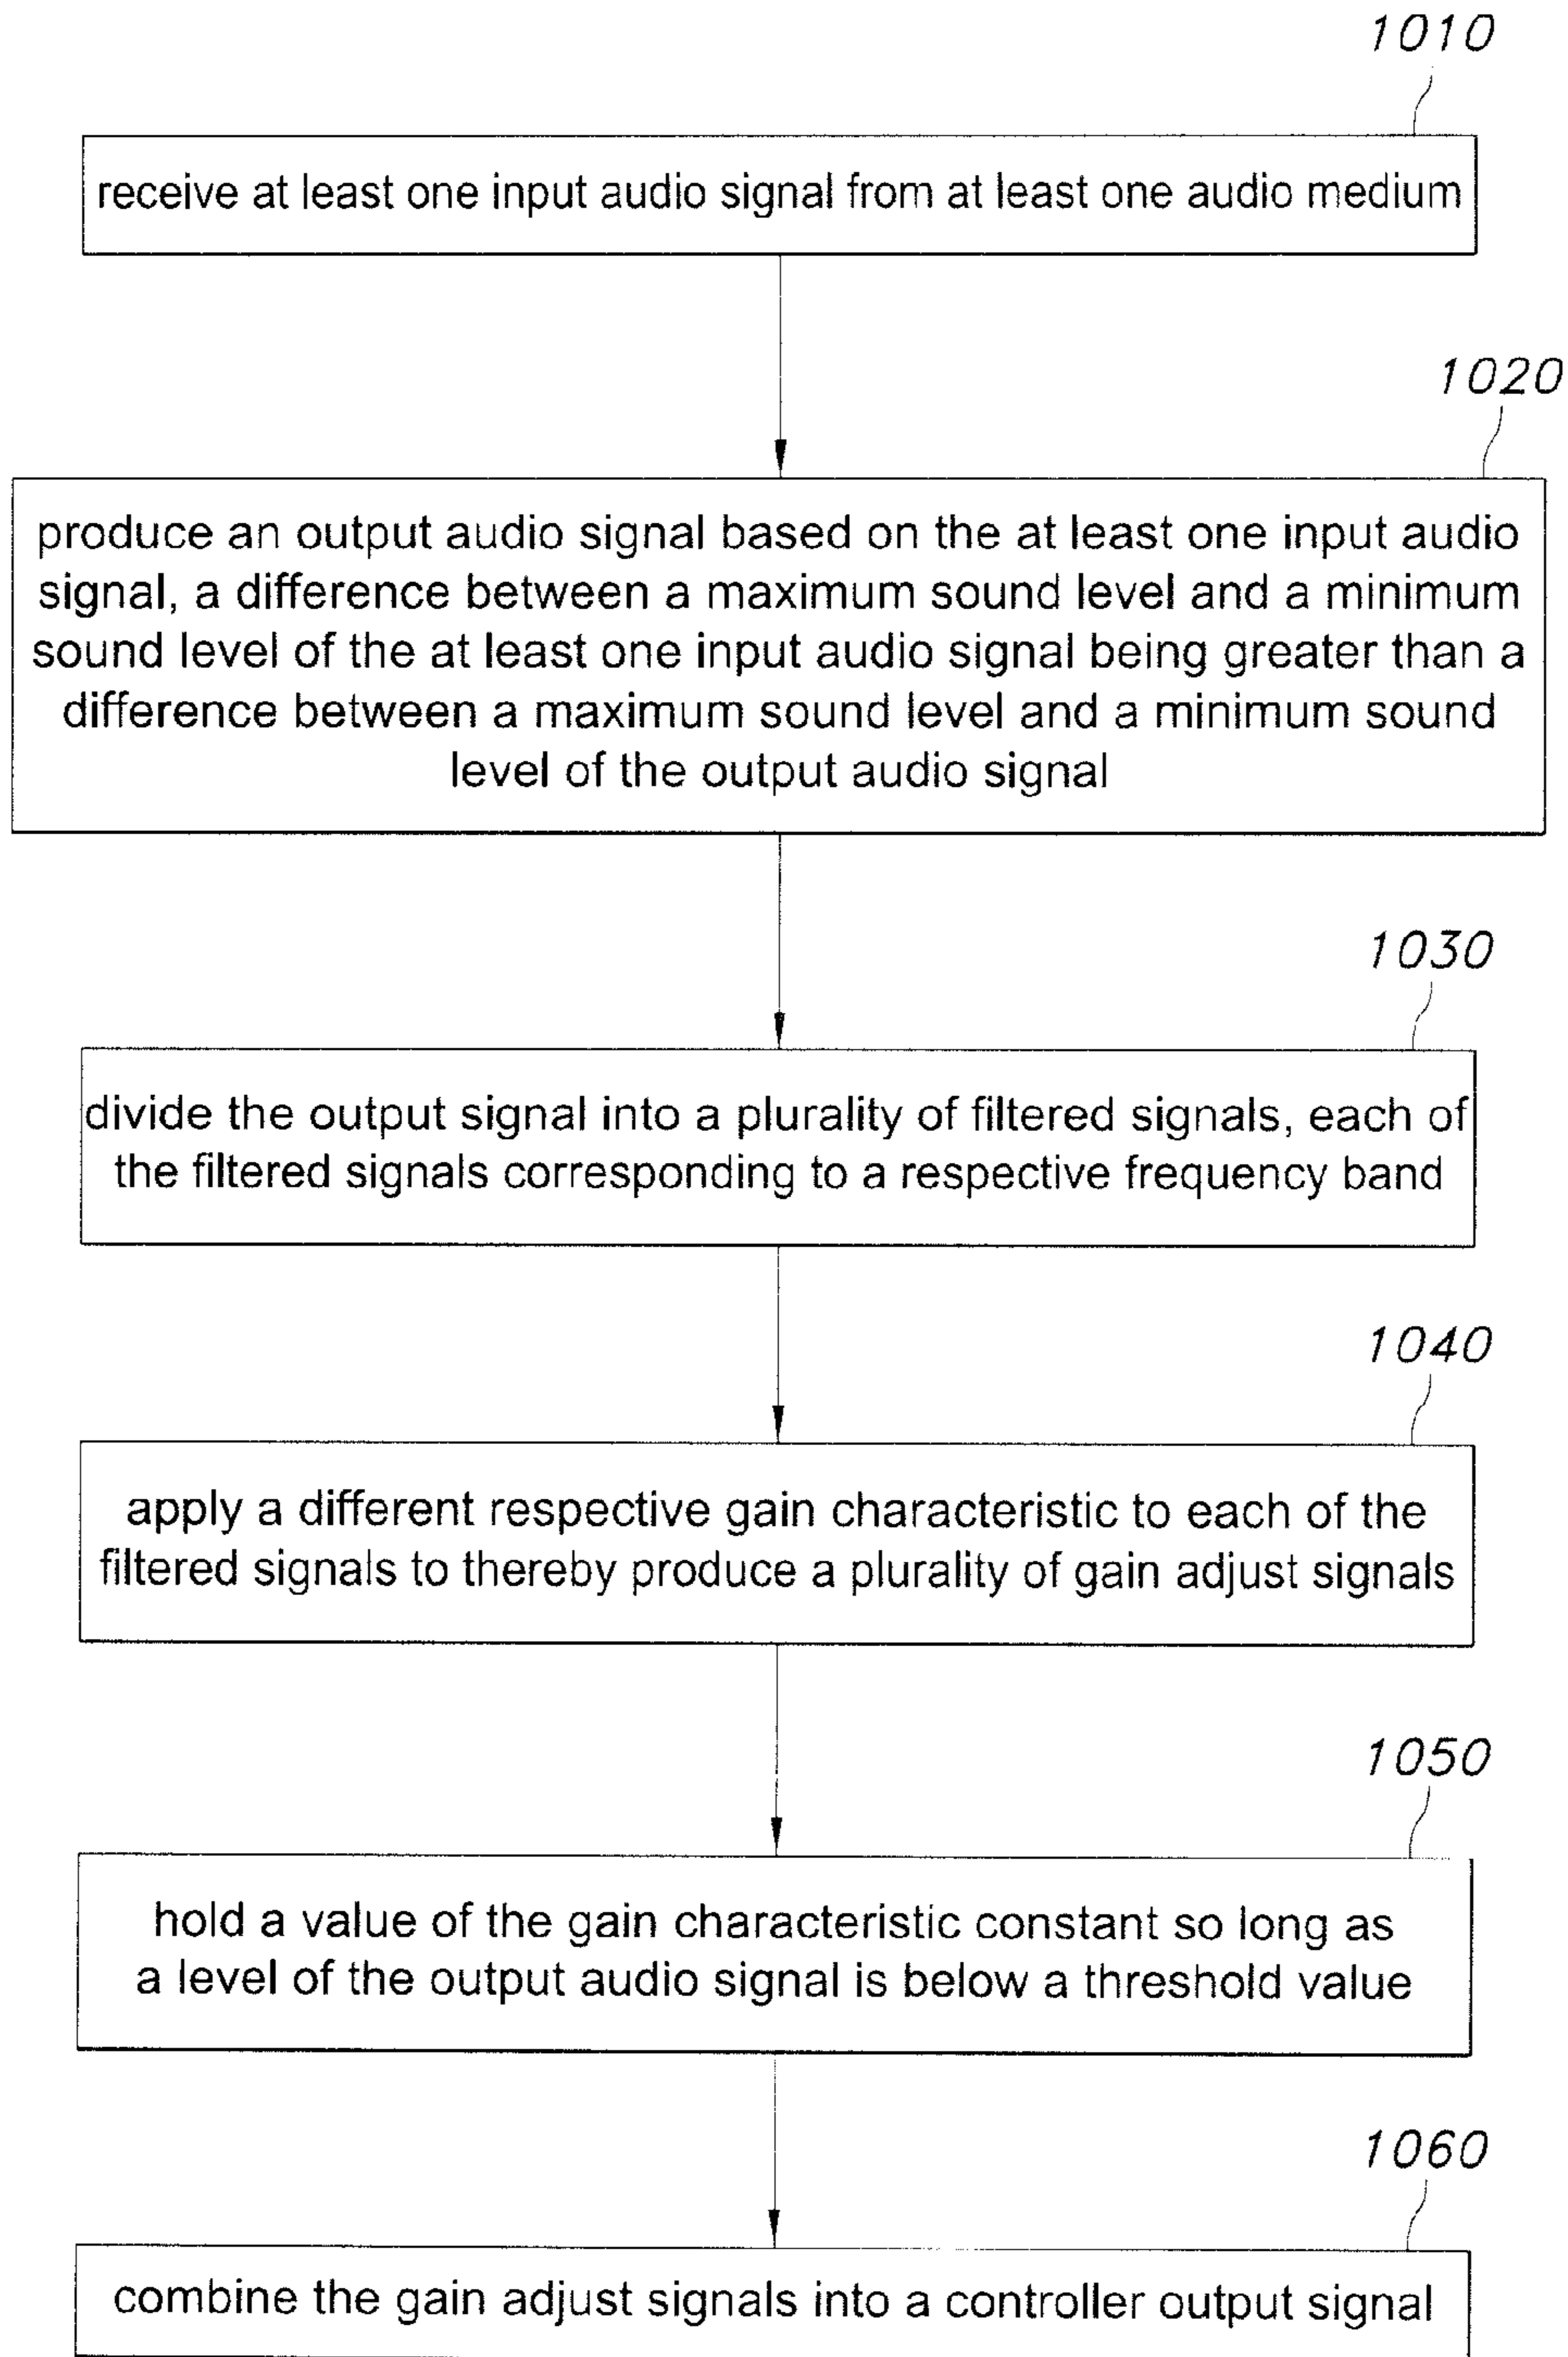 1010
receive at least one input audio signal from at least one audio medium
1020
produce an output audio signal based on the at least one input audio
signal, a difference between a maximum sound level and a minimum
sound level of the at least one input audio signal being greater than a
difference between a maximum sound level and a minimum sound
level of the output audio signal
1030
divide the output signal into a plurality of filtered signals, each of
the filtered signals corresponding to a respective frequency band
1040
apply a different respective gain characteristic to each of the
filtered signals to thereby produce a plurality of gain adjust signals
1050
hold a value of the gain characteristic constant so long as
a level of the output audio signal is below a threshold value
1060
combine the gain adjust signals into a controller output signal